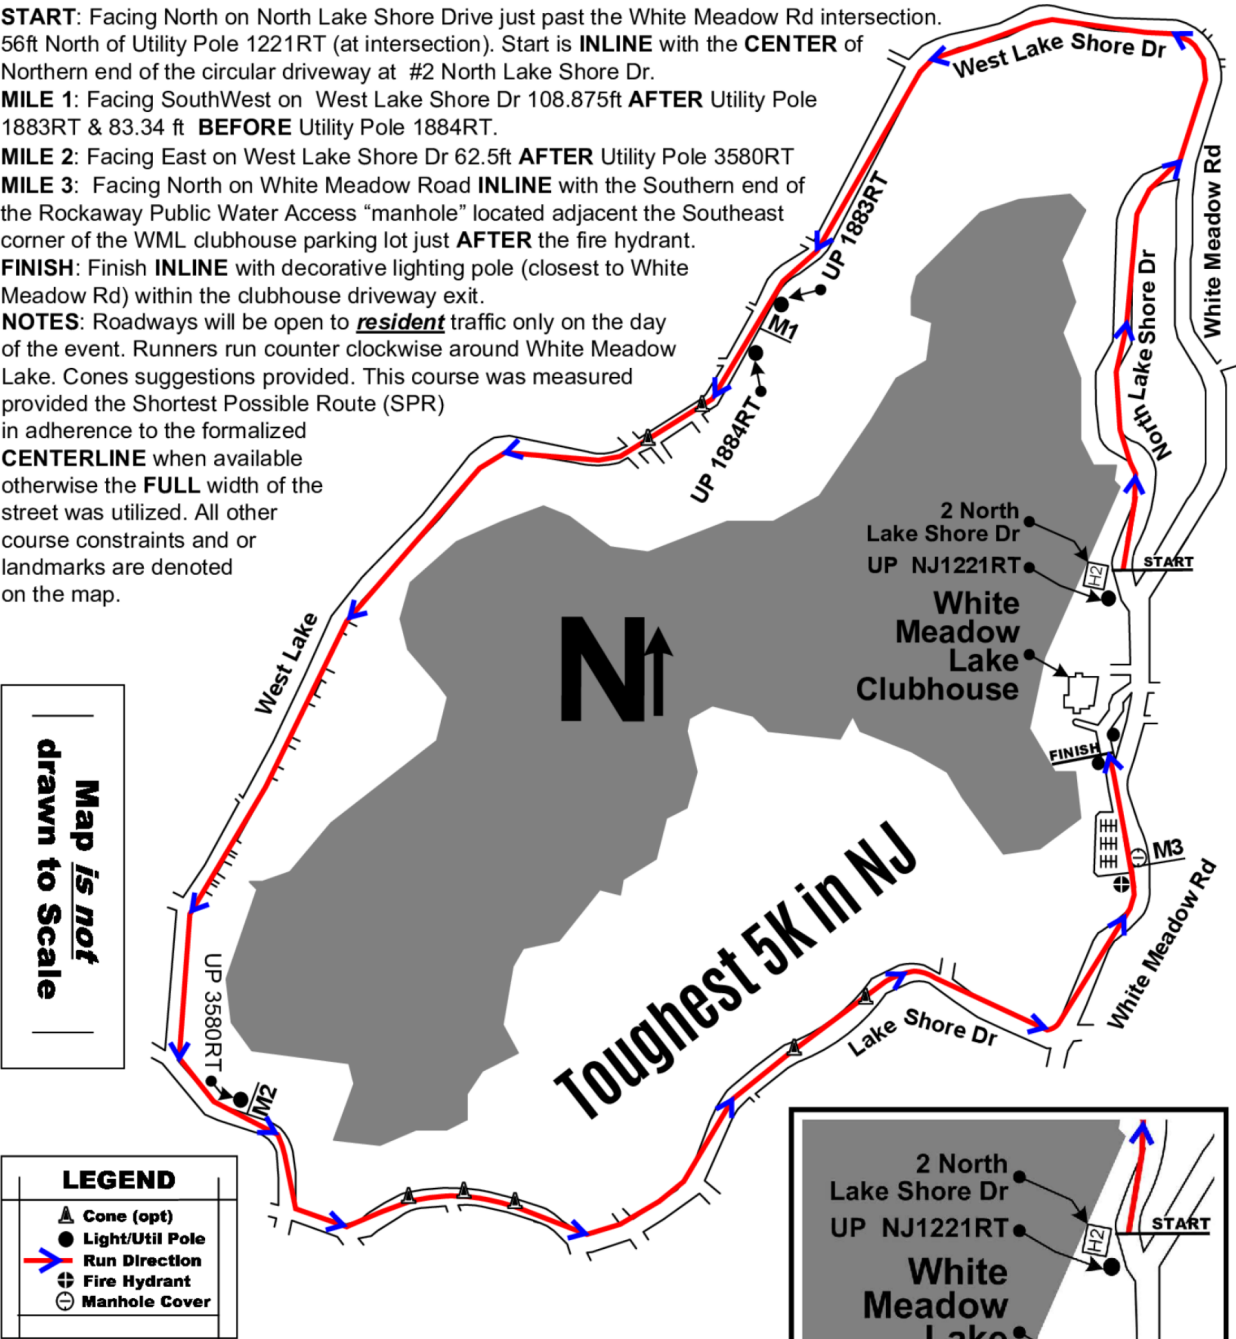 START: Facing North on North Lake Shore Drive just past the White Meadow Rd intersection.
56ft North of Utility Pole 1221RT (at intersection). Start is INLINE with the CENTER of
Northern end of the circular driveway at #2 North Lake Shore Dr.
MILE 1: Facing SouthWest on West Lake Shore Dr 108.875ft AFTER Utility Pole
1883RT & 83.34 ft BEFORE Utility Pole 1884RT.
MILE 2: Facing East on West Lake Shore Dr 62.5ft AFTER Utility Pole 3580RT
MILE 3: Facing North on White Meadow Road INLINE with the Southern end of
the Rockaway Public Water Access “manhole” located adjacent the Southeast
corner of the WML clubhouse parking lot just AFTER the fire hydrant.
FINISH: Finish INLINE with decorative lighting pole (closest to White
Meadow Rd) within the clubhouse driveway exit.
NOTES: Roadways will be open to resident traffic only on the day
of the event. Runners run counter clockwise around White Meadow
Lake. Cones suggestions provided. This course was measured
provided the Shortest Possible Route (SPR)
in adherence to the formalized
CENTERLINE when available
otherwise the FULL width of the
street was utilized. All other
course constraints and or
landmarks are denoted
on the map.
West Lake Shore Dr
White Meadow Rd
UP 1883RT
M1
UP 1884RT
North Lake Shore Dr
2 North
Lake Shore Dr
H2
START
UP NJ1221RT
White
Meadow
Lake
Clubhouse
N
West Lake
FINISH
M3
White Meadow Rd
Map is not
drawn to Scale
UP 3580RT
M2
Toughest 5K in NJ
Lake Shore Dr
LEGEND
Cone (opt)
Light/Util Pole
Run Direction
Fire Hydrant
Manhole Cover
2 North
Lake Shore Dr
H2
START
UP NJ1221RT
White
Meadow
Lake